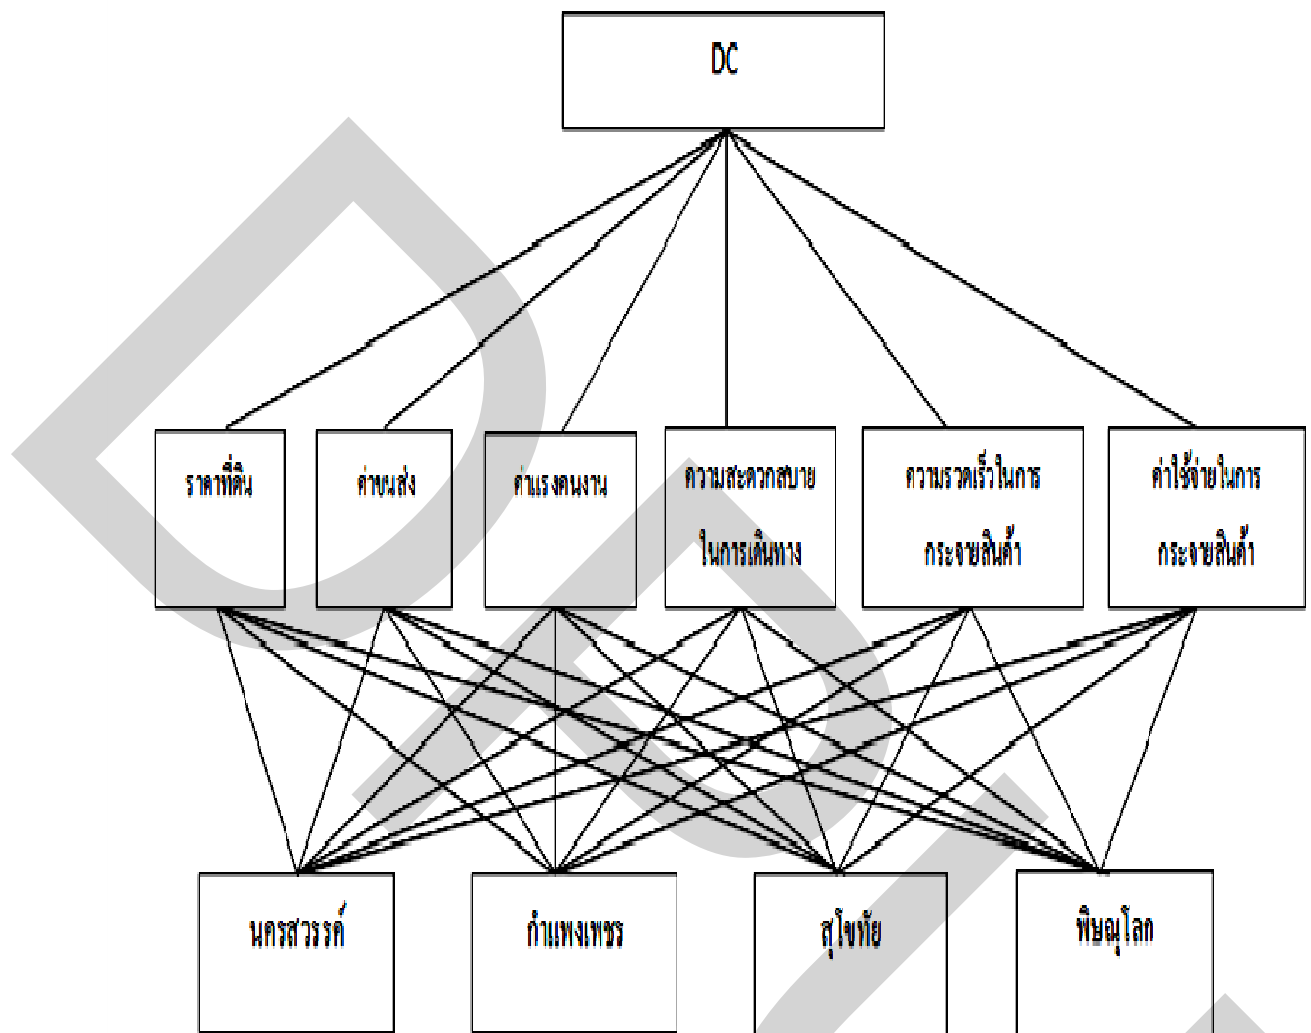 DC
ราคาที่ดิน
ค่าขนส่ง
ค่าแรงคนงาน
ความสะดวกสบาย
ในการเดินทาง
ความรวดเร็วในการ
กระจายสินค้า
ค่าใช้จ่ายในการ
กระจายสินค้า
นครสวรรค์
กำแพงเพชร
สุโขทัย
พิษณุโลก